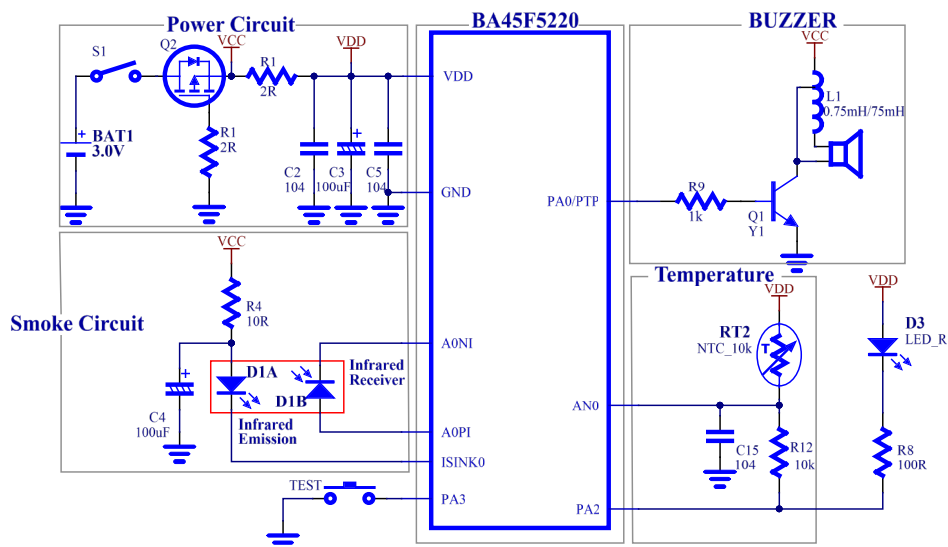 Power Circuit
BA45F5220
BUZZER
S1
Q2
VCC
R1
2R
VDD
BAT1
3.0V
R1
2R
C2
104
C3
100uF
C5
104
VDD
GND
PA0/PTP
VCC
L1
0.75mH/75mH
R9
1k
Q1
Y1
Smoke Circuit
VCC
R4
10R
C4
100uF
D1A
D1B
Infrared
Receiver
Infrared
Emission
A0NI
A0PI
ISINK0
TEST
PA3
Temperature
VDD
RT2
NTC_10k
T
AN0
C15
104
R12
10k
PA2
VDD
D3
LED_R
R8
100R